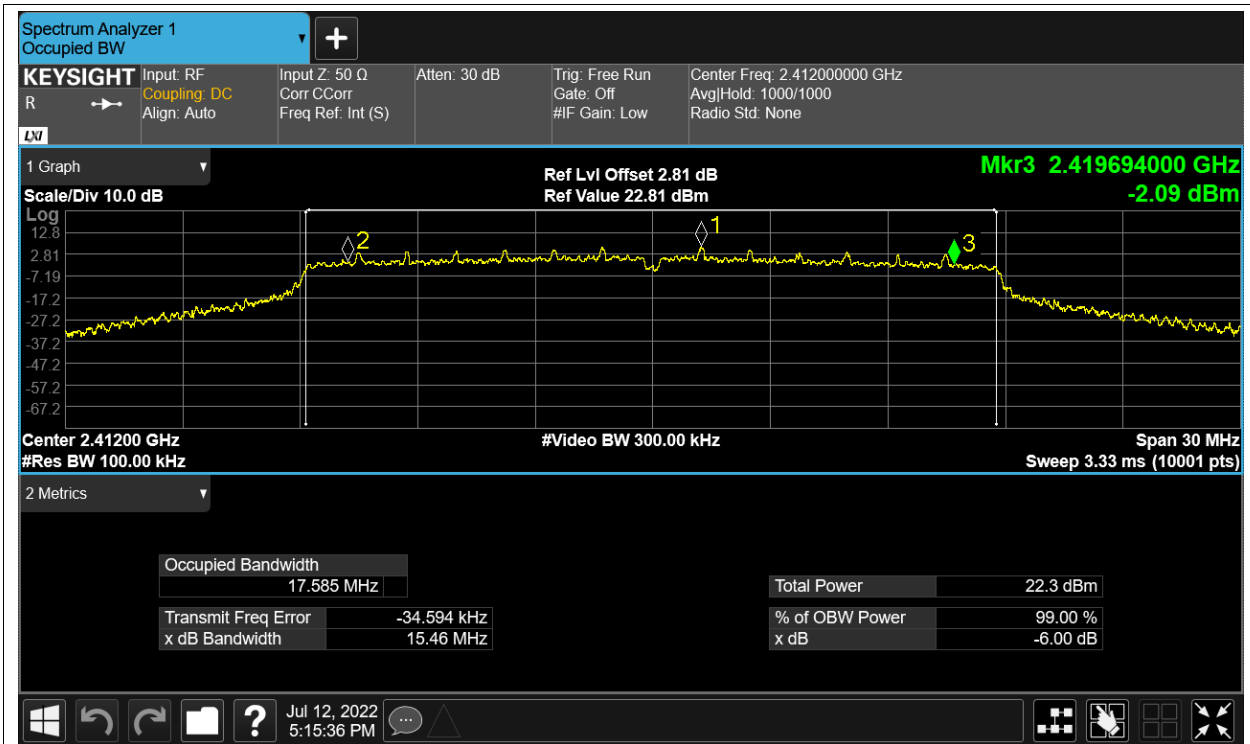 Spectrum Analyzer 1
Occupied BW
KEYSIGHT Input: RF Input Z: 50 Ω Atten: 30 dB Trig: Free Run Center Freq: 2.412000000 GHz
R Coupling: DC Corr CCorr Gate: Off Avg|Hold: 1000/1000
Align: Auto Freq Ref: Int (S) #IF Gain: Low Radio Std: None
LXI
1 Graph Ref Lvl Offset 2.81 dB Mkr3 2.419694000 GHz
Scale/Div 10.0 dB Ref Value 22.81 dBm -2.09 dBm
Log
12.8
2.81
-7.19
-17.2
-27.2
-37.2
-47.2
-57.2
-67.2
2 1 3
Center 2.41200 GHz #Video BW 300.00 kHz Span 30 MHz
#Res BW 100.00 kHz Sweep 3.33 ms (10001 pts)
2 Metrics
Occupied Bandwidth
17.585 MHz Total Power 22.3 dBm
Transmit Freq Error -34.594 kHz % of OBW Power 99.00 %
x dB Bandwidth 15.46 MHz x dB -6.00 dB
? Jul 12, 2022
5:15:36 PM